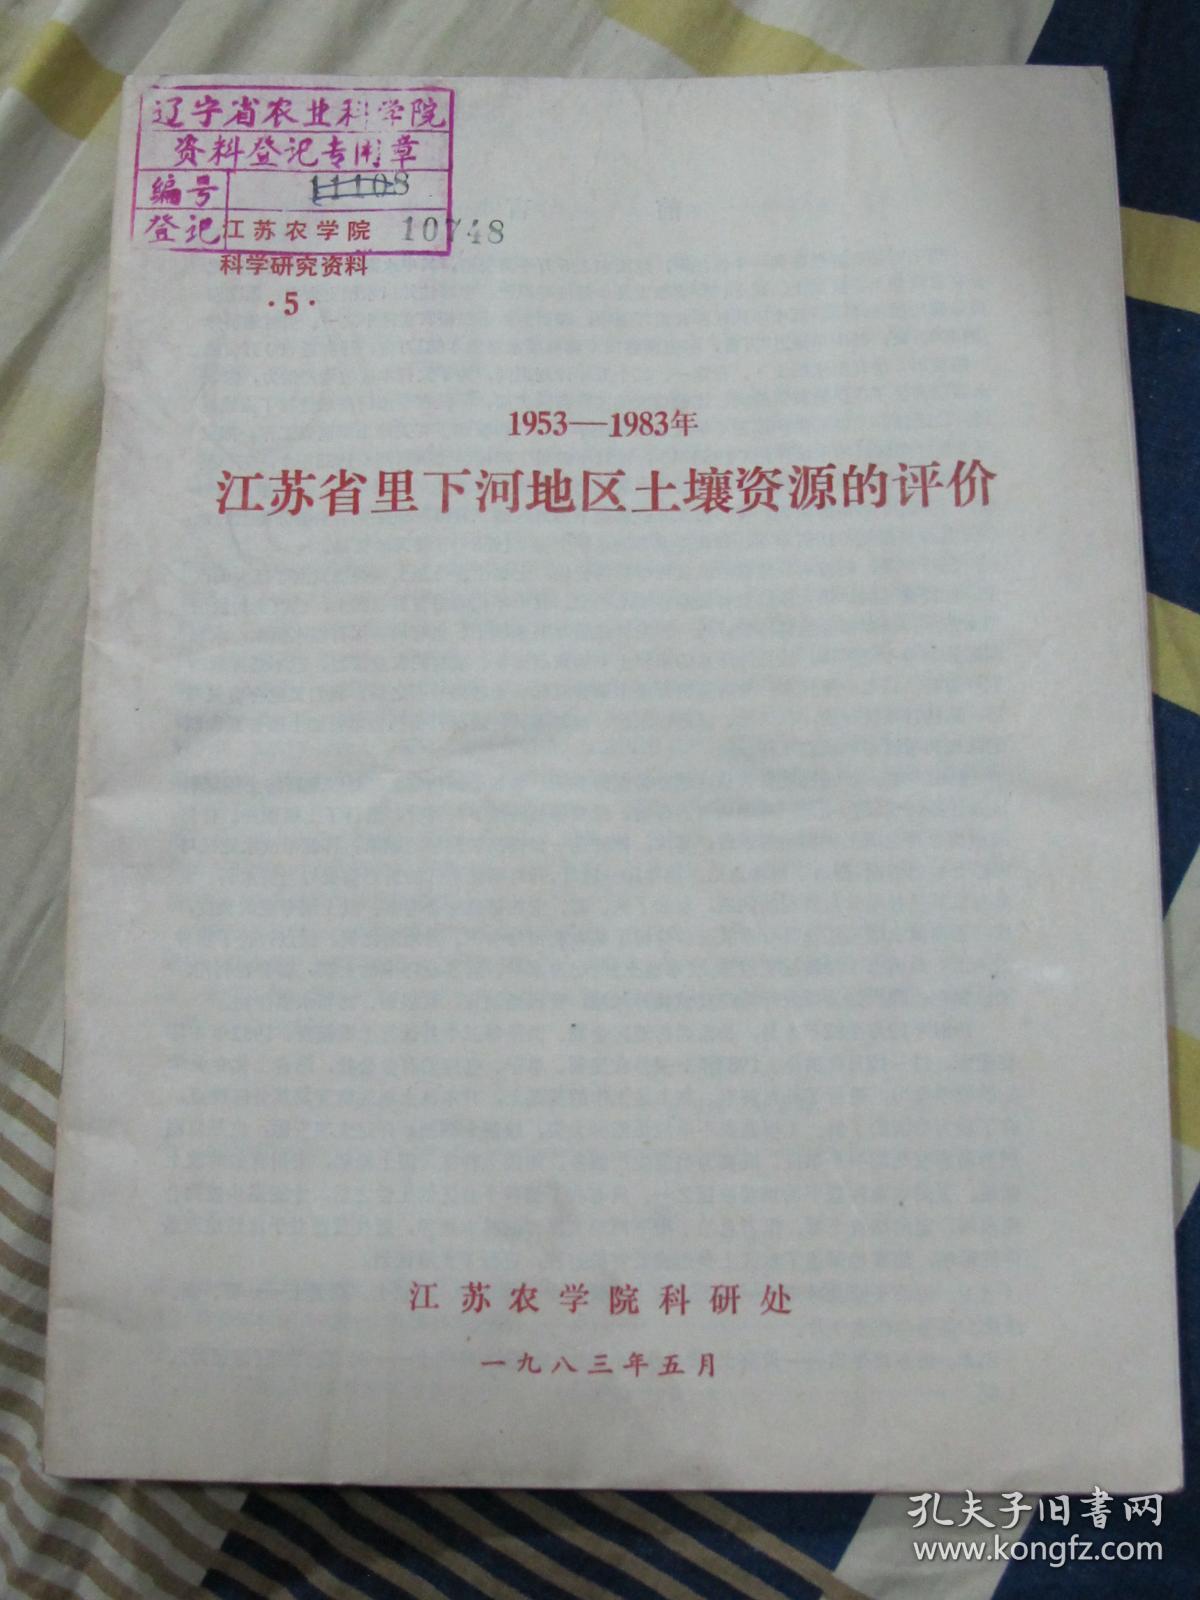 辽宁省农业科学院
资料登记专用章
编号 11108
登记 10748
江苏农学院
科学研究资料
·5·
1953——1983年
江苏省里下河地区土壤资源的评价
江苏农学院科研处
一九八三年五月
孔夫子旧书网
www.kongfz.com